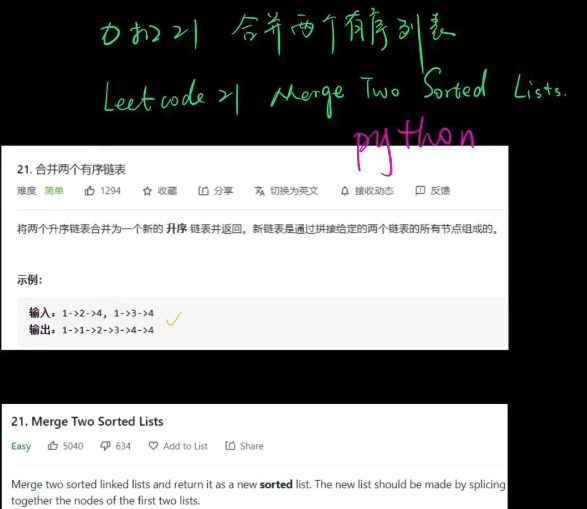 力扣21 合并两个有序列表
Leetcode 21 Merge Two Sorted Lists.
python
21. 合并两个有序链表
难度 简单 1294 收藏 分享 切换为英文 接收动态 反馈
将两个升序链表合并为一个新的 升序 链表并返回。新链表是通过拼接给定的两个链表的所有节点组成的。
示例:
输入: 1->2->4, 1->3->4
输出: 1->1->2->3->4->4
21. Merge Two Sorted Lists
Easy 5040 634 Add to List Share
Merge two sorted linked lists and return it as a new sorted list. The new list should be made by splicing
together the nodes of the first two lists.